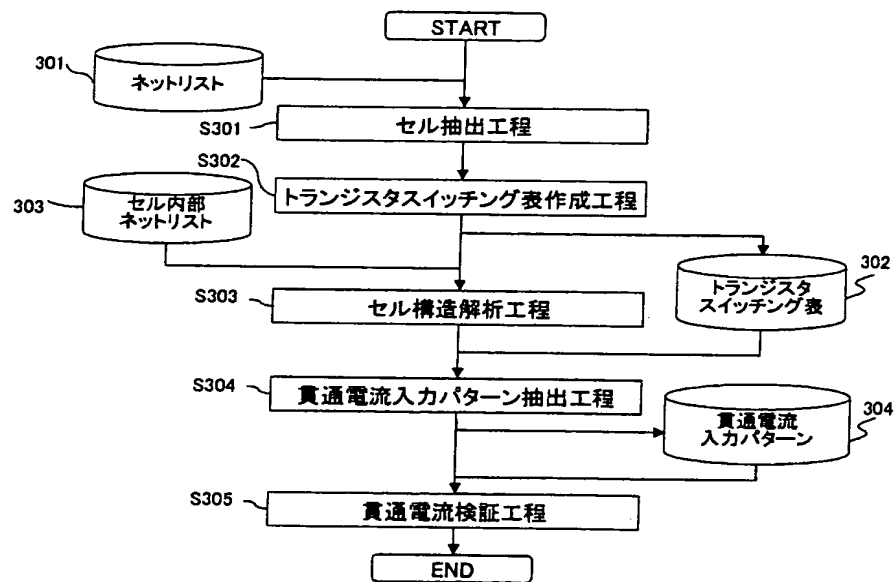 START
301
ネットリスト
S301
セル抽出工程
S302
トランジスタスイッチング表作成工程
303
セル内部
ネットリスト
302
トランジスタ
スイッチング表
S303
セル構造解析工程
S304
貫通電流入力パターン抽出工程
304
貫通電流
入力パターン
S305
貫通電流検証工程
END